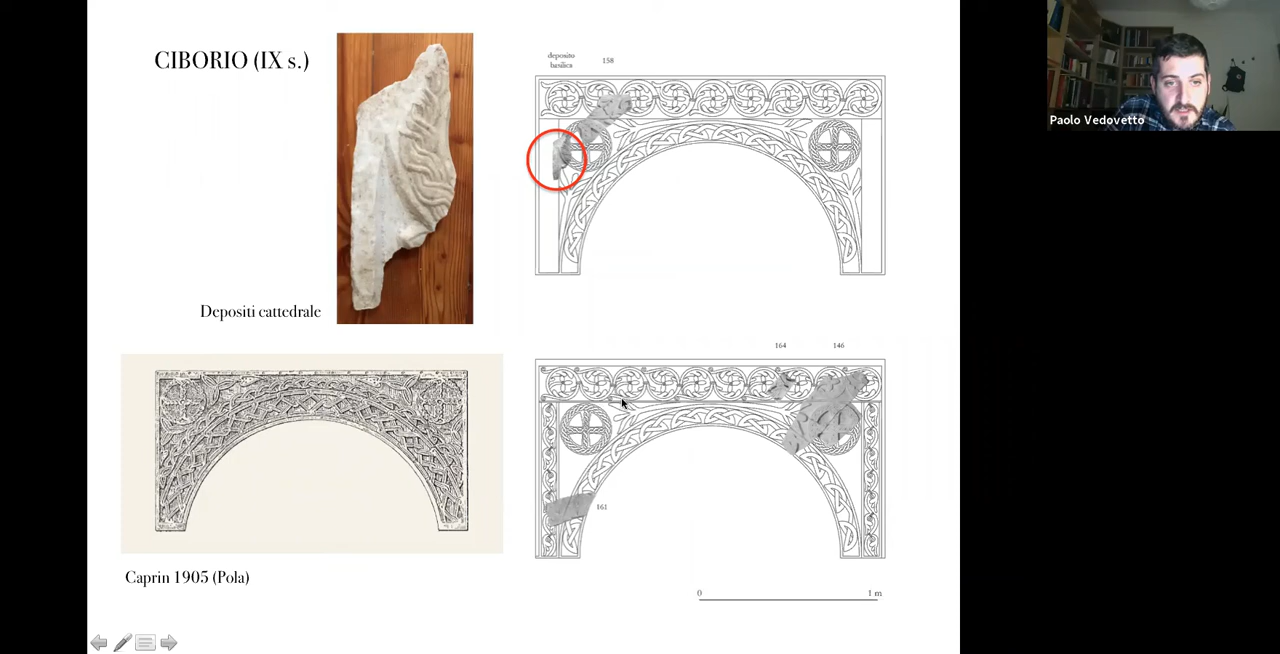 CIBORIO (IX s.)
Depositi cattedrale
deposito
basilica
158
164
146
161
Caprin 1905 (Pola)
0
1 m
Paolo Vedovetto